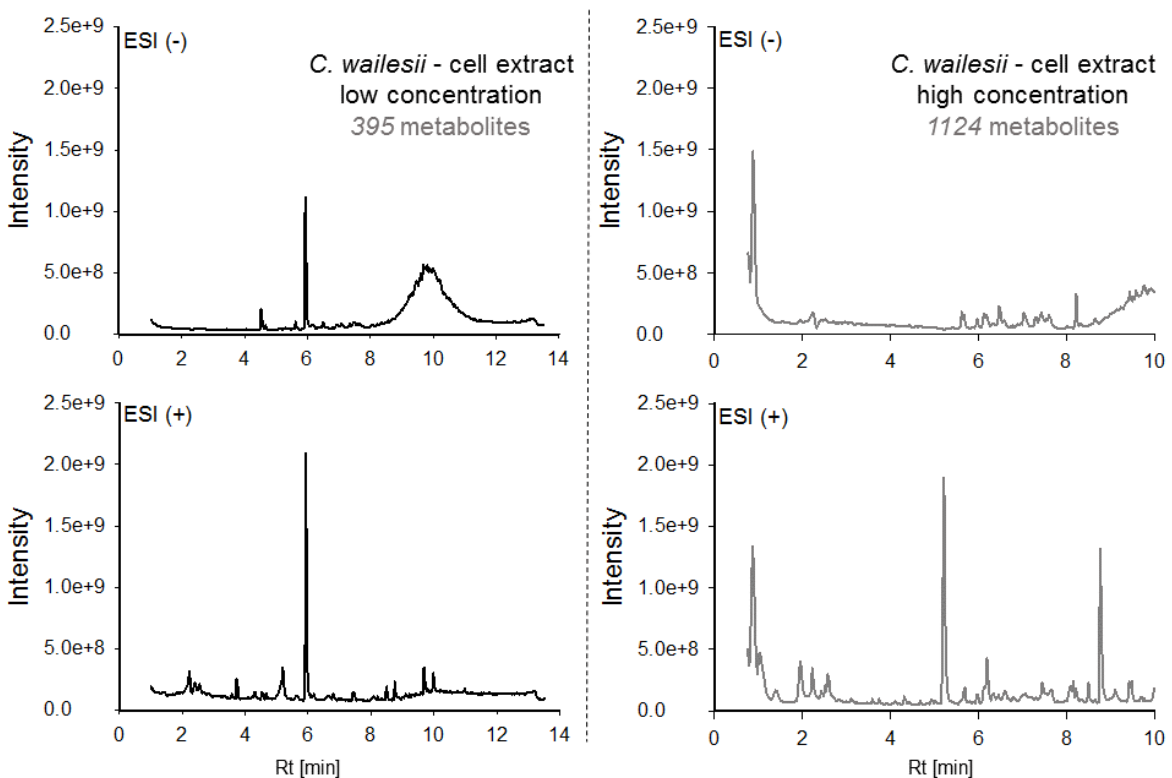 ESI (-)
C. wailesii - cell extract
low concentration
395 metabolites
Intensity
2.5e+9
2.0e+9
1.5e+9
1.0e+9
5.0e+8
0.0
0 2 4 6 8 10 12 14
ESI (-)
C. wailesii - cell extract
high concentration
1124 metabolites
Intensity
2.5e+9
2.0e+9
1.5e+9
1.0e+9
5.0e+8
0.0
0 2 4 6 8 10
ESI (+)
Intensity
2.5e+9
2.0e+9
1.5e+9
1.0e+9
5.0e+8
0.0
0 2 4 6 8 10 12 14
Rt [min]
ESI (+)
Intensity
2.5e+9
2.0e+9
1.5e+9
1.0e+9
5.0e+8
0.0
0 2 4 6 8 10
Rt [min]